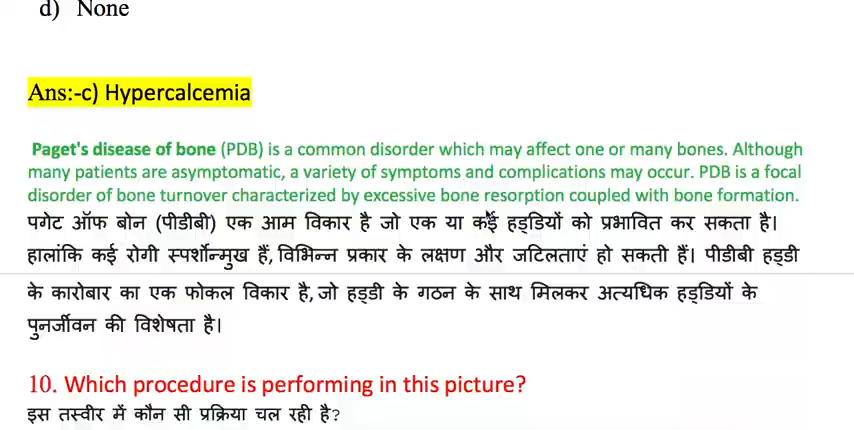 d) None
Ans:-c) Hypercalcemia
Paget's disease of bone (PDB) is a common disorder which may affect one or many bones. Although
many patients are asymptomatic, a variety of symptoms and complications may occur. PDB is a focal
disorder of bone turnover characterized by excessive bone resorption coupled with bone formation.
पगेट ऑफ बोन (पीडीबी) एक आम विकार है जो एक या कई हड्डियों को प्रभावित कर सकता है।
हालांकि कई रोगी स्पर्शोन्मुख हैं, विभिन्न प्रकार के लक्षण और जटिलताएं हो सकती हैं। पीडीबी हड्डी
के कारोबार का एक फोकल विकार है, जो हड्डी के गठन के साथ मिलकर अत्यधिक हड्डियों के
पुनर्जीवन की विशेषता है।
10. Which procedure is performing in this picture?
इस तस्वीर में कौन सी प्रक्रिया चल रही है?